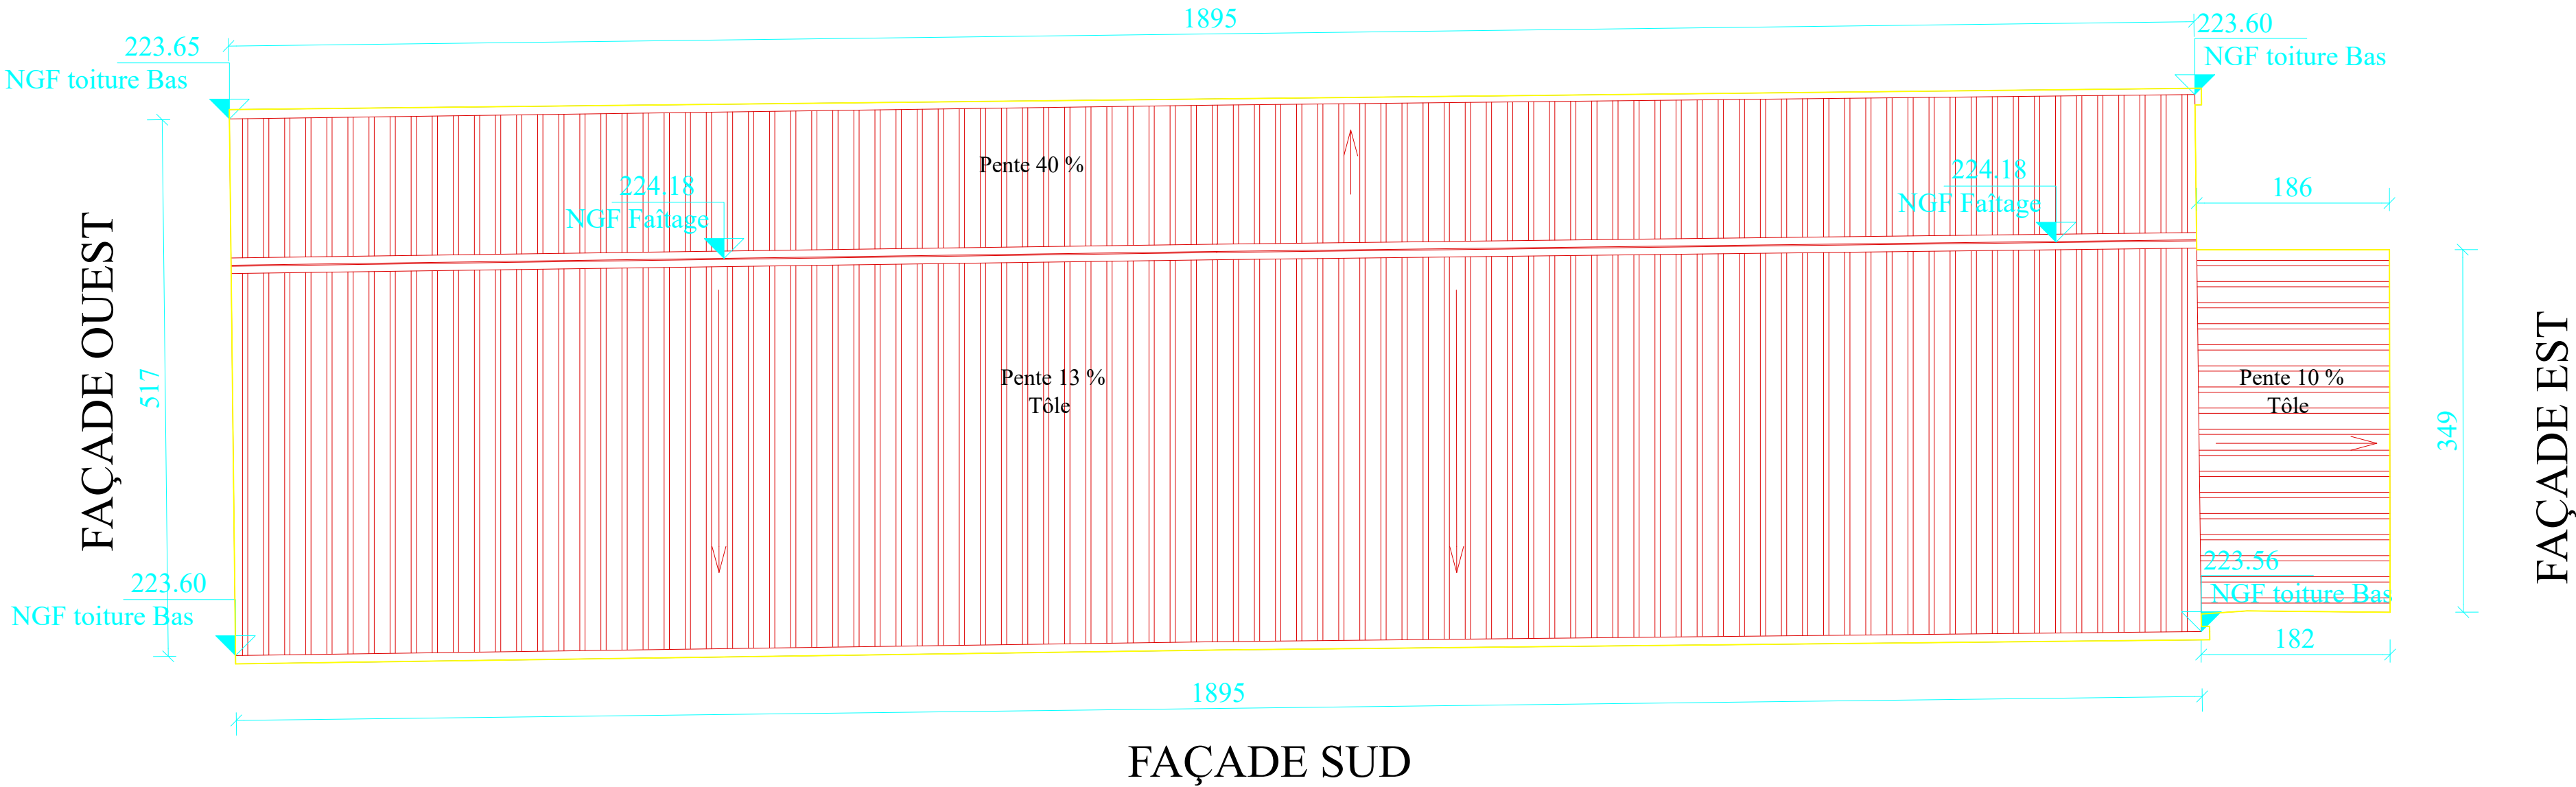 1895
223.65
NGF toiture Bas
223.60
NGF toiture Bas
Pente 40 %
224.18
NGF Faîtage
224.18
NGF Faîtage
186
FAÇADE OUEST
517
Pente 13 %
Tôle
Pente 10 %
Tôle
349
FAÇADE EST
223.60
NGF toiture Bas
223.56
NGF toiture Bas
182
1895
FAÇADE SUD